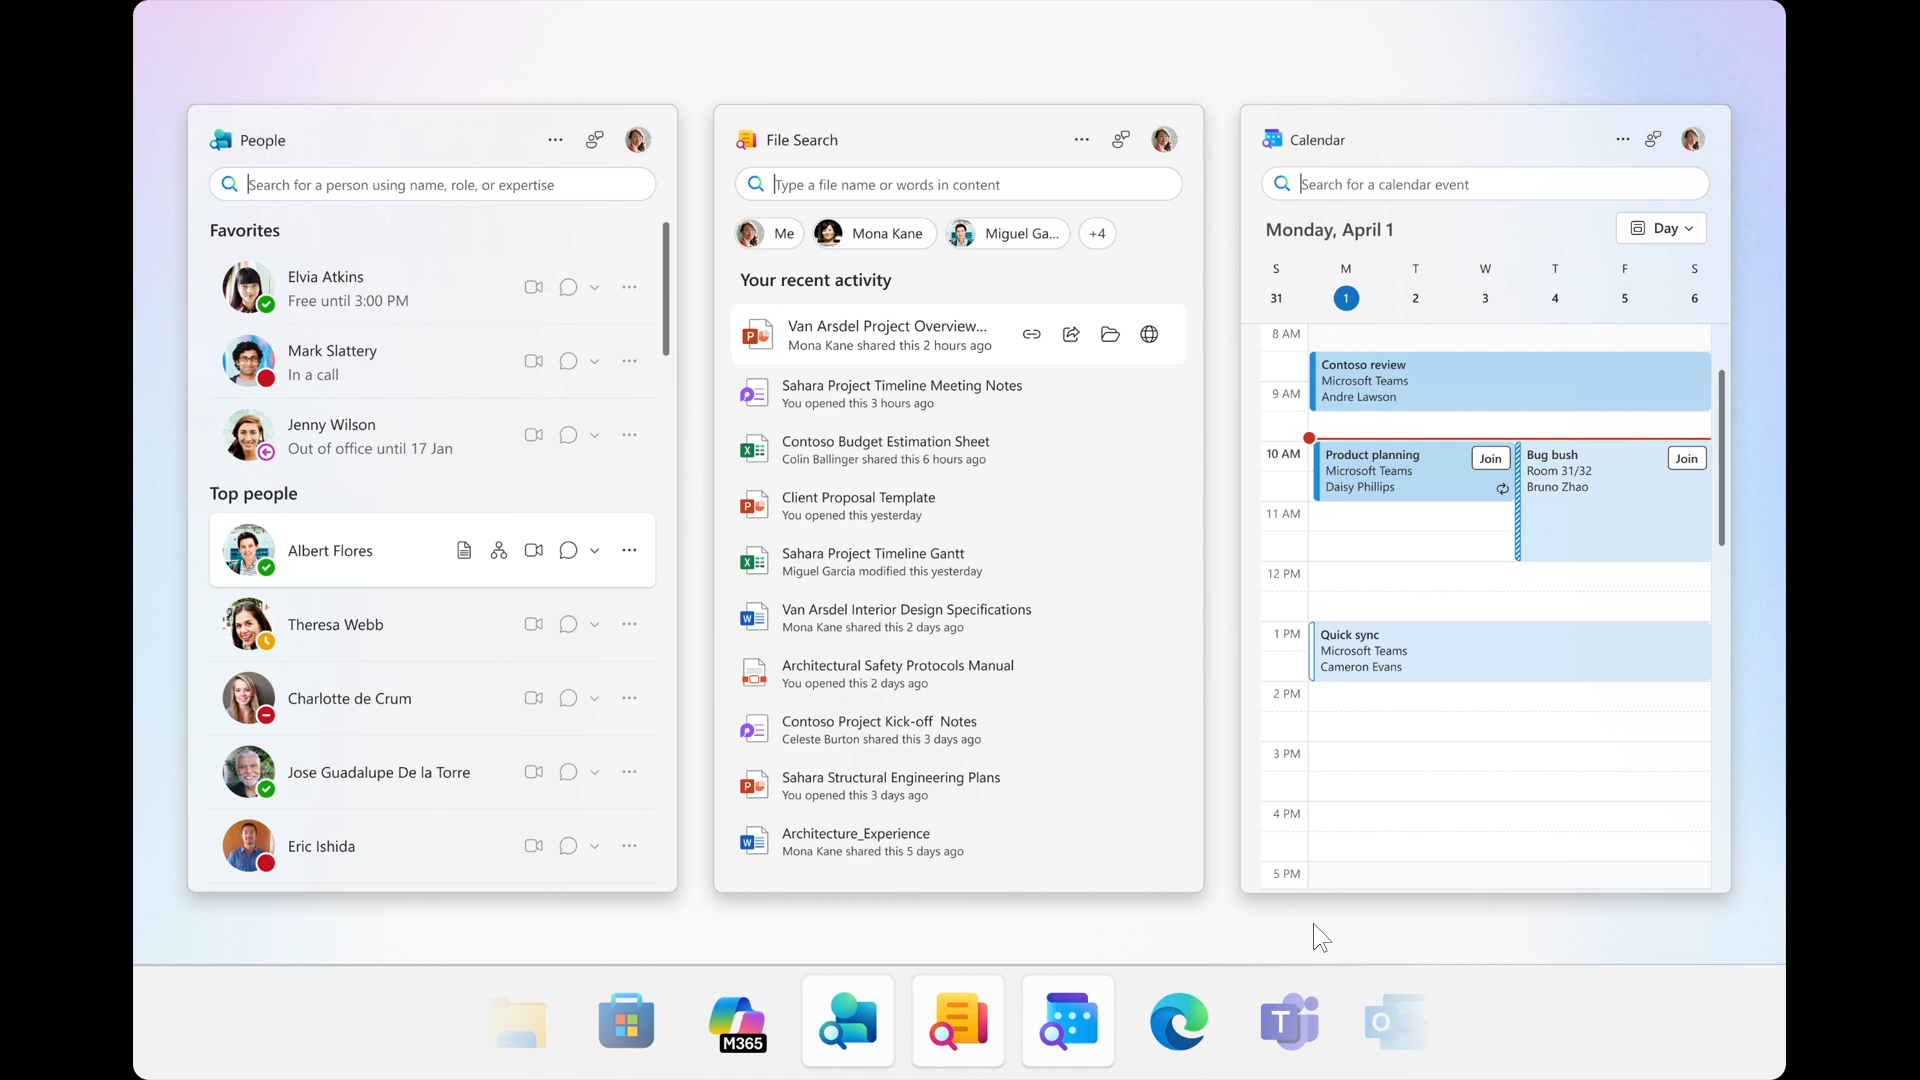 People
Search for a person using name, role, or expertise
Favorites
Elvia Atkins
Free until 3:00 PM
Mark Slattery
In a call
Jenny Wilson
Out of office until 17 Jan
Top people
Albert Flores
Theresa Webb
Charlotte de Crum
Jose Guadalupe De la Torre
Eric Ishida
File Search
Type a file name or words in content
Me Mona Kane Miguel Ga... +4
Your recent activity
Van Arsdel Project Overview...
Mona Kane shared this 2 hours ago
Sahara Project Timeline Meeting Notes
You opened this 3 hours ago
Contoso Budget Estimation Sheet
Colin Ballinger shared this 6 hours ago
Client Proposal Template
You opened this yesterday
Sahara Project Timeline Gantt
Miguel Garcia modified this yesterday
Van Arsdel Interior Design Specifications
Mona Kane shared this 2 days ago
Architectural Safety Protocols Manual
You opened this 2 days ago
Contoso Project Kick-off Notes
Celeste Burton shared this 3 days ago
Sahara Structural Engineering Plans
You opened this 3 days ago
Architecture_Experience
Mona Kane shared this 5 days ago
Calendar
Search for a calendar event
Monday, April 1
Day
S M T W T F S
31 1 2 3 4 5 6
8 AM
Contoso review
Microsoft Teams
9 AM
Andre Lawson
10 AM
Product planning
Microsoft Teams
Daisy Phillips
Join
Bug bush
Room 31/32
Bruno Zhao
Join
11 AM
12 PM
1 PM
Quick sync
Microsoft Teams
Cameron Evans
2 PM
3 PM
4 PM
5 PM
M365